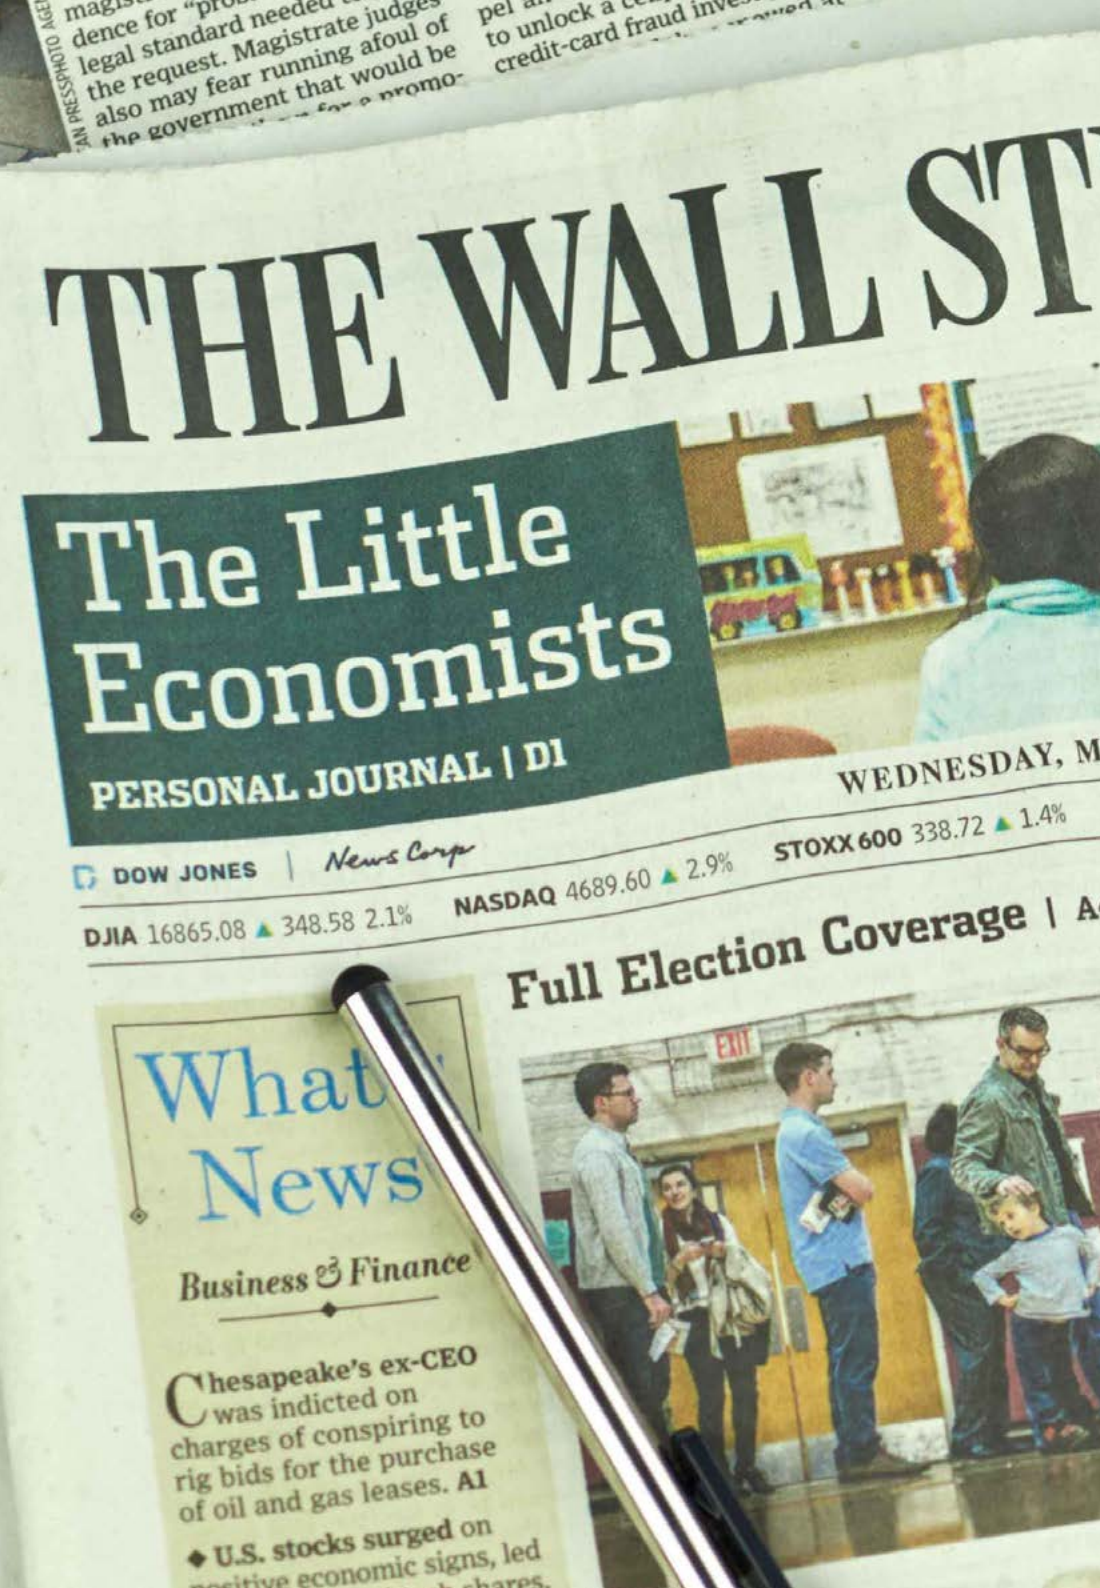 dence for "pro
legal standard needed
the request. Magistrate judges
also may fear running afoul of
the government that would be
for a promo-
to unlock a
credit-card fraud
THE WALL ST
The Little
Economists
PERSONAL JOURNAL | D1
WEDNESDAY, M
DOW JONES | News Corp
DJIA 16865.08 ▲ 348.58 2.1% NASDAQ 4689.60 ▲ 2.9% STOXX 600 338.72 ▲ 1.4%
Full Election Coverage | A
EXIT
What
News
Business & Finance
Chesapeake's ex-CEO
was indicted on
charges of conspiring to
rig bids for the purchase
of oil and gas leases. A1
◆ U.S. stocks surged on
positive economic signs, led
shares,